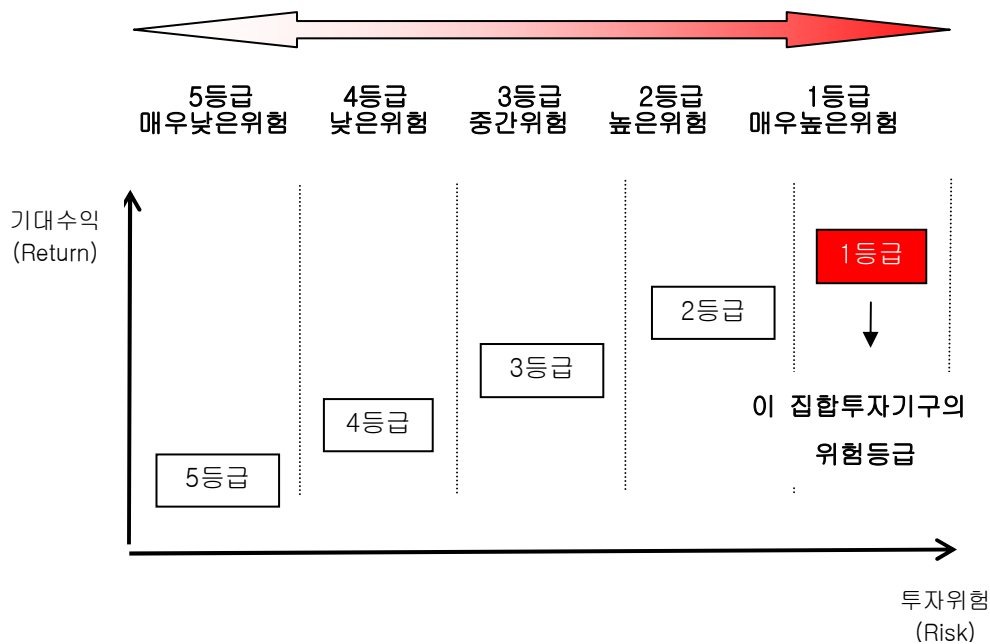 5등급
매우낮은위험
4등급
낮은위험
3등급
중간위험
2등급
높은위험
1등급
매우높은위험
기대수익
(Return)
1등급
2등급
3등급
4등급
5등급
이 집합투자기구의
위험등급
투자위험
(Risk)